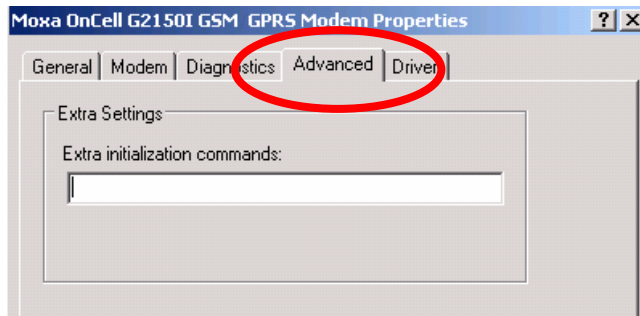 Moxa OnCell G2150I GSM GPRS Modem Properties ? X
General Modem Diagnostics Advanced Driver
Extra Settings
Extra initialization commands: